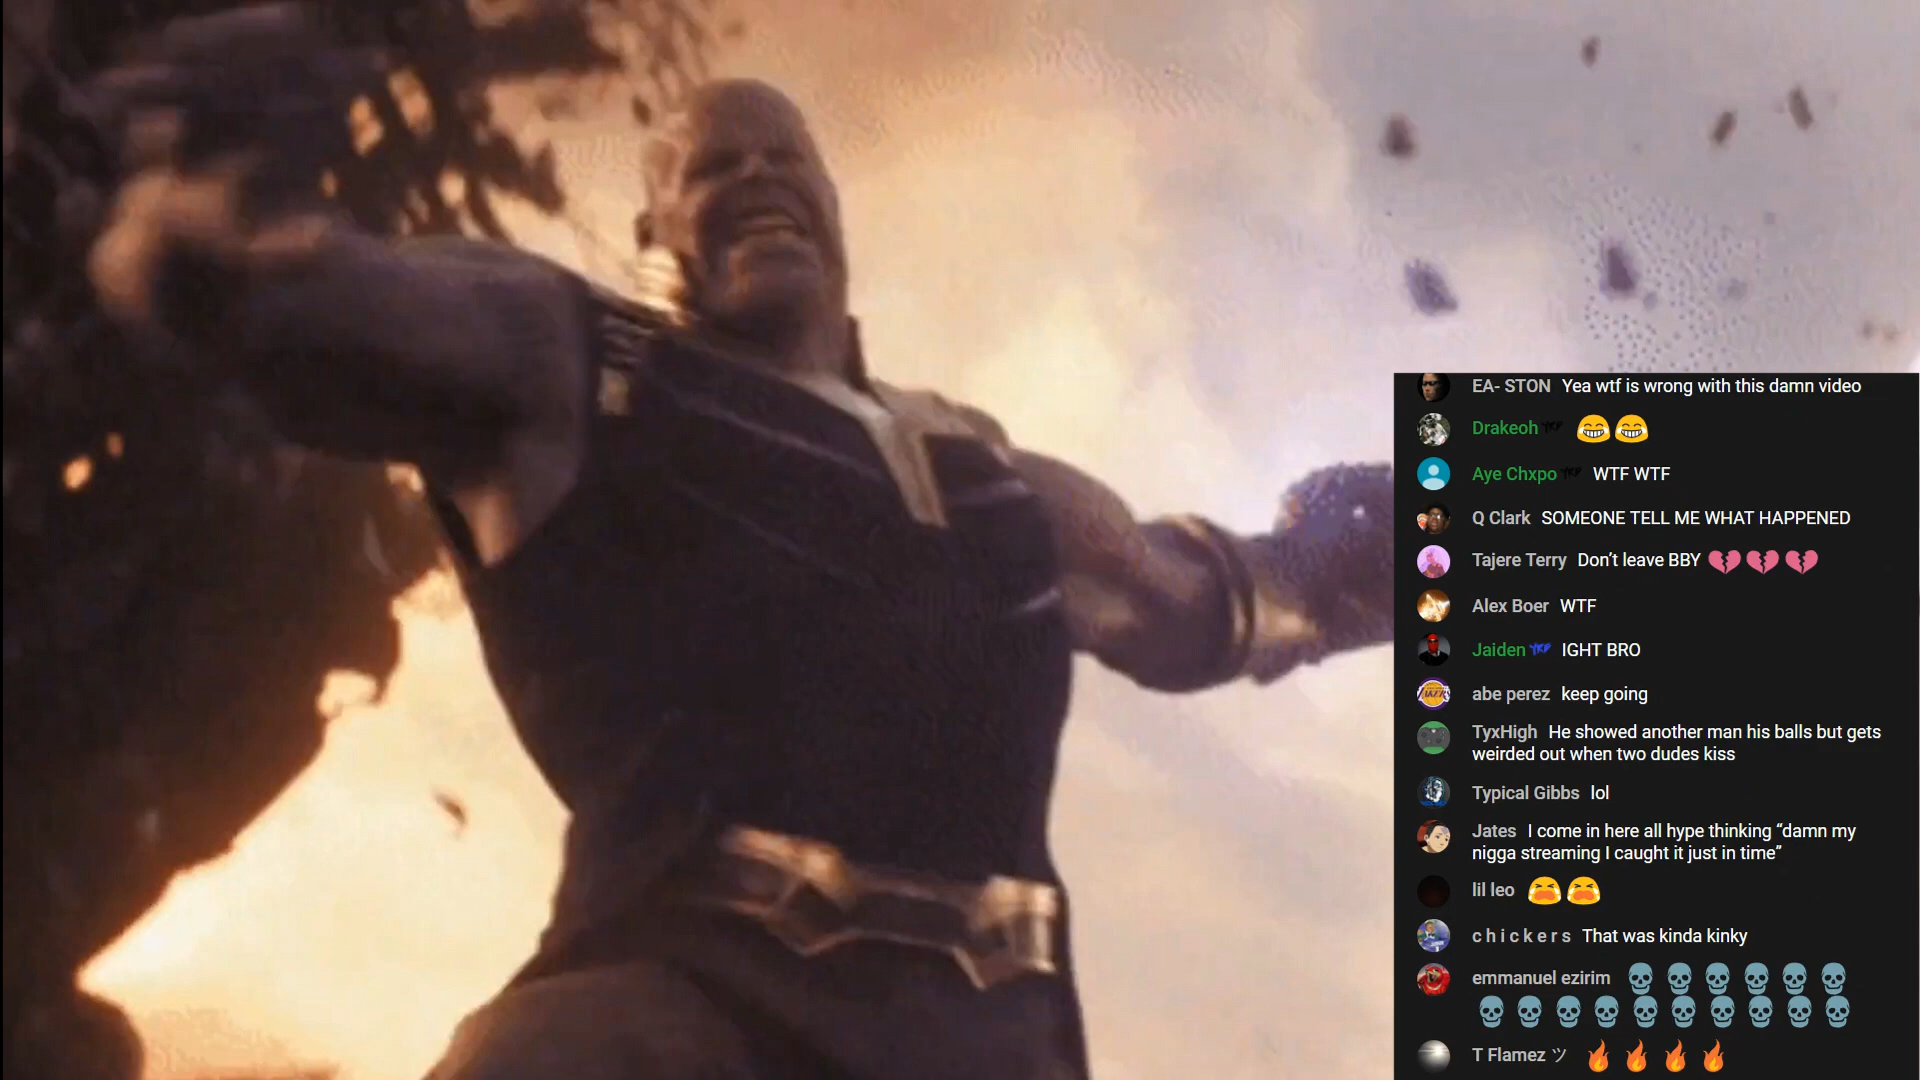 EA- STON Yea wtf is wrong with this damn video
Drakeoh
Aye Chxpo WTF WTF
Q Clark SOMEONE TELL ME WHAT HAPPENED
Tajere Terry Don’t leave BBY 💔💔💔
Alex Boer WTF
Jaiden IGHT BRO
abe perez keep going
TyxHigh He showed another man his balls but gets
weirded out when two dudes kiss
Typical Gibbs lol
Jates I come in here all hype thinking “damn my
nigga streaming I caught it just in time”
lil leo
c h i c k e r s That was kinda kinky
emmanuel ezirim 💀💀💀💀💀💀
💀💀💀💀💀💀💀💀💀💀
T Flamez ツ 🔥🔥🔥🔥